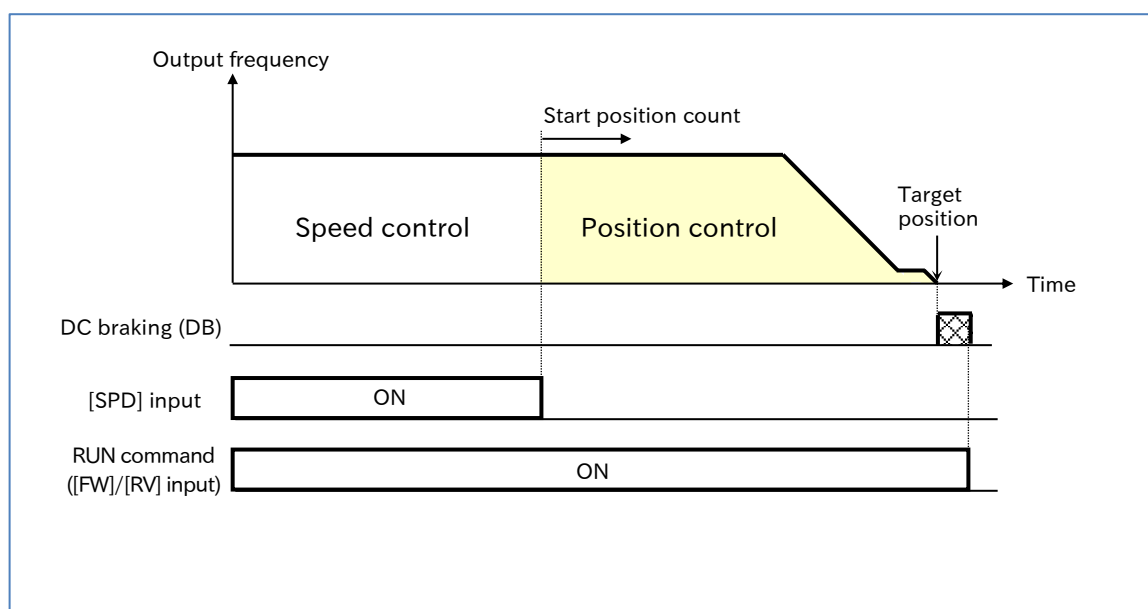 Output frequency
Start position count
Speed control
Position control
Target
position
Time
DC braking (DB)
[SPD] input
ON
RUN command
([FW]/[RV] input)
ON